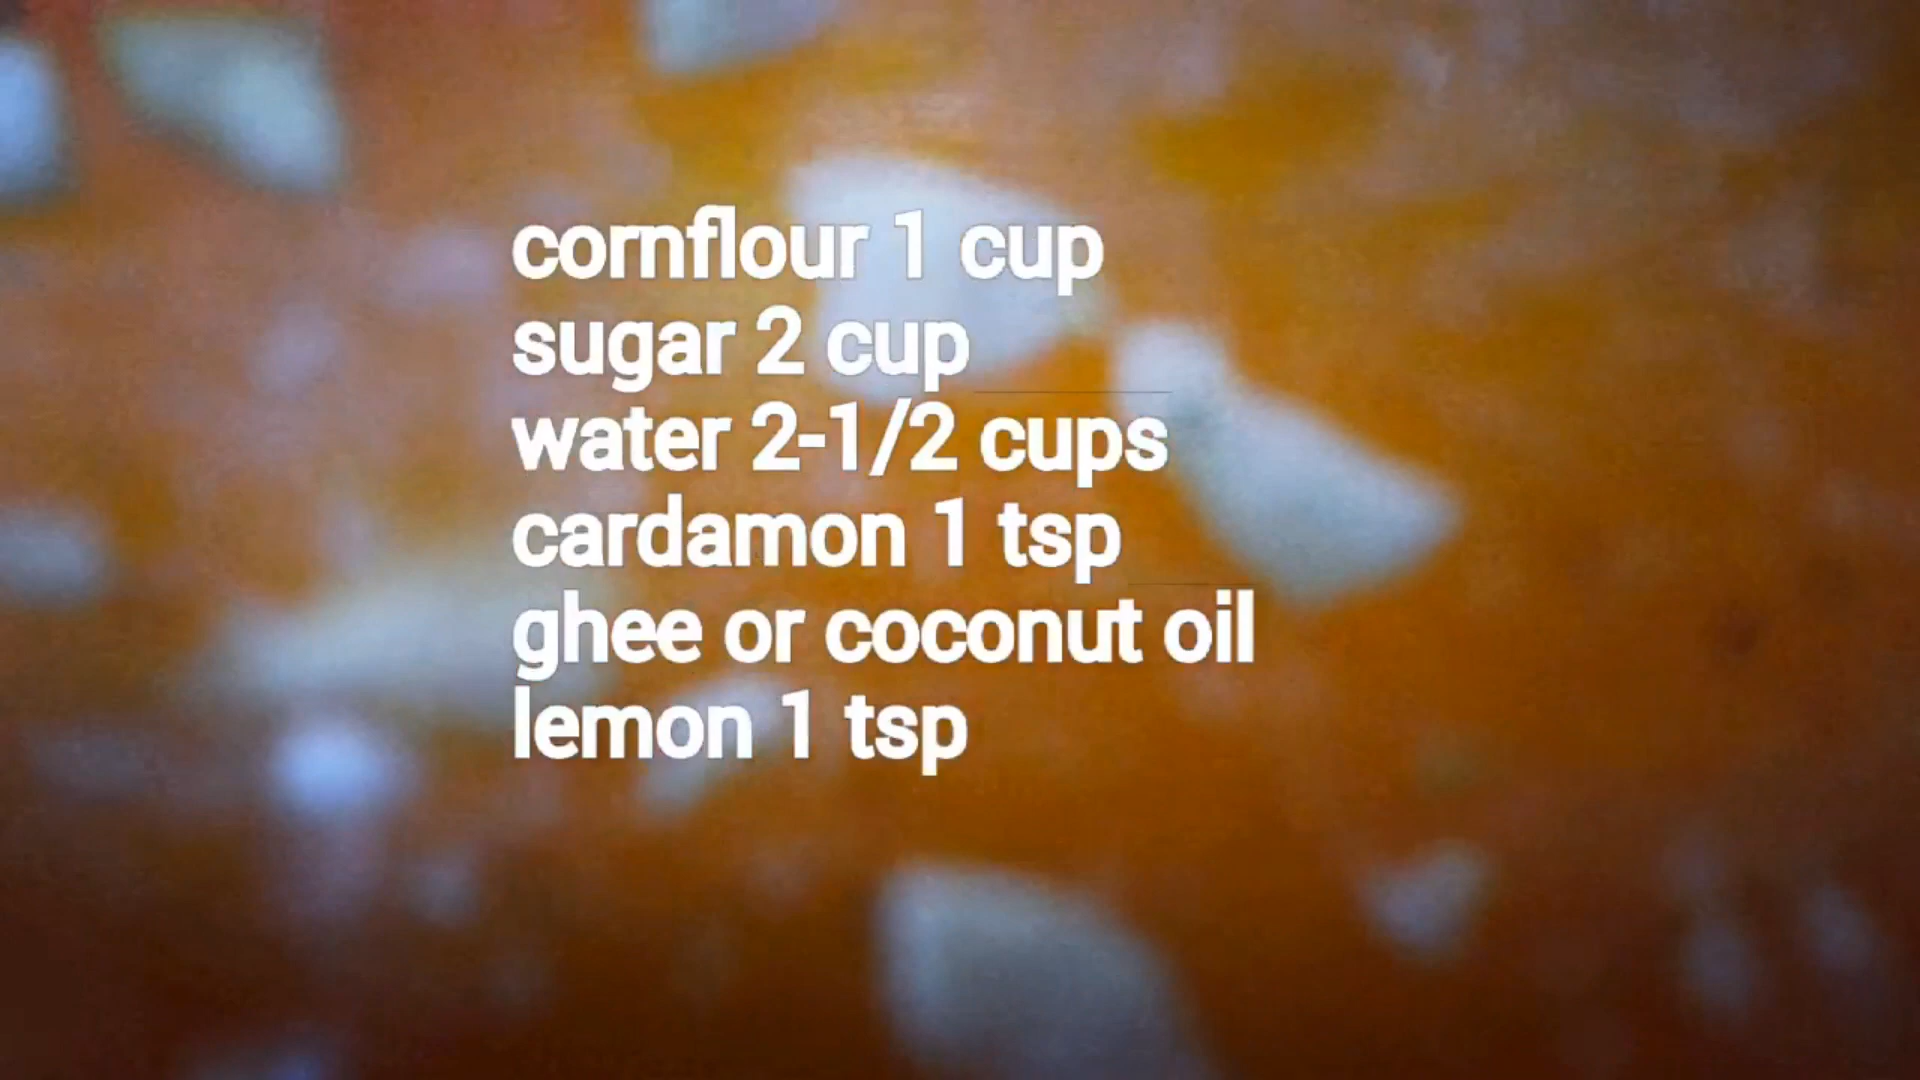 cornflour 1 cup
sugar 2 cup
water 2-1/2 cups
cardamon 1 tsp
ghee or coconut oil
lemon 1 tsp